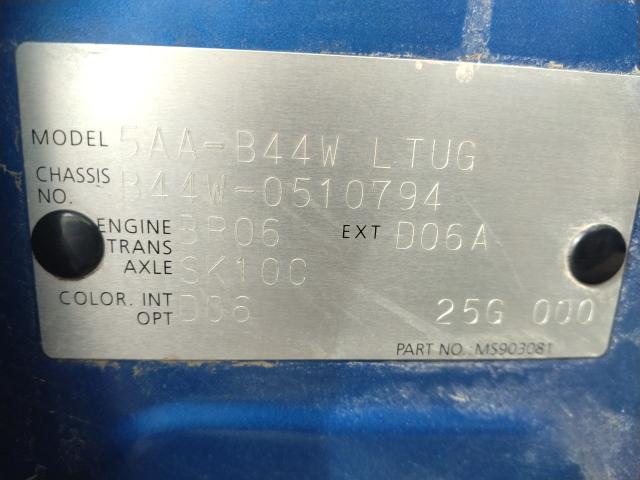 MODEL 5AA-B44W LTUG
CHASSIS NO. B44W-0510794
ENGINE BR06 EXT D06A
TRANS AXLE SK10C
COLOR. INT D06
OPT 25G 000
PART NO. MS903081